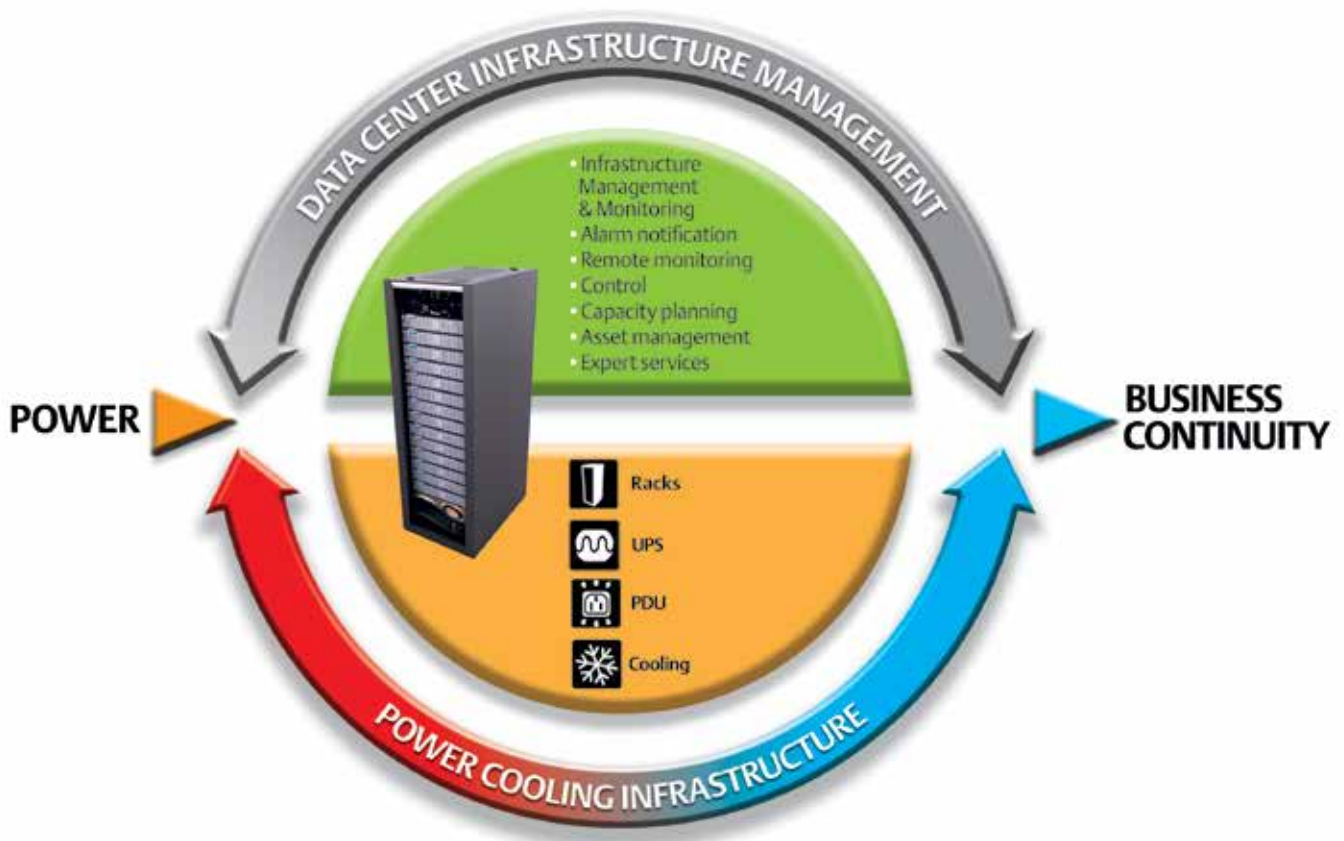 DATA CENTER INFRASTRUCTURE MANAGEMENT
• Infrastructure
Management
& Monitoring
• Alarm notification
• Remote monitoring
• Control
• Capacity planning
• Asset management
• Expert services
POWER
BUSINESS
CONTINUITY
Racks
UPS
PDU
Cooling
POWER COOLING INFRASTRUCTURE